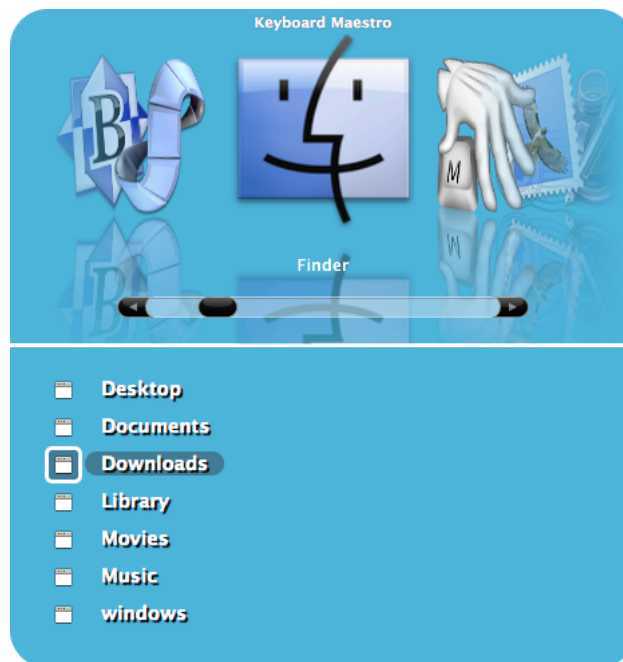 Keyboard Maestro
B
M
Finder
Desktop
Documents
Downloads
Library
Movies
Music
windows